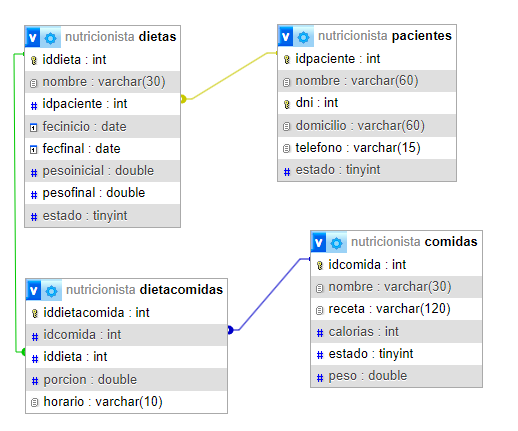 v nutricionista dietas
iddieta : int
nombre : varchar(30)
# idpaciente : int
fecinicio : date
fecfinal : date
# pesoinicial : double
# pesofinal : double
# estado : tinyint
v nutricionista pacientes
idpaciente : int
nombre : varchar(60)
dni : int
domicilio : varchar(60)
telefono : varchar(15)
# estado : tinyint
v nutricionista comidas
idcomida : int
nombre : varchar(30)
receta : varchar(120)
# calorias : int
# estado : tinyint
# peso : double
v nutricionista dietacomidas
iddietacomida : int
# idcomida : int
# iddieta : int
# porcion : double
horario : varchar(10)